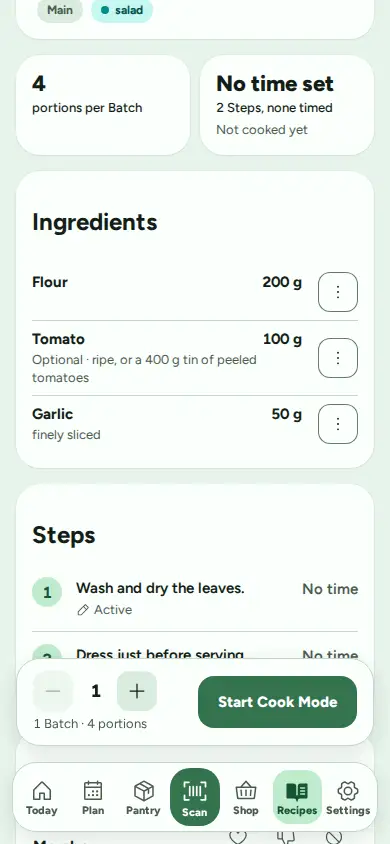 Main
salad
4
portions per Batch
No time set
2 Steps, none timed
Not cooked yet
Ingredients
Flour
200 g
Tomato
100 g
Optional · ripe, or a 400 g tin of peeled
tomatoes
Garlic
50 g
finely sliced
Steps
1
Wash and dry the leaves.
No time
Active
2
Dress just before serving.
No time
1
1 Batch · 4 portions
Start Cook Mode
Today
Plan
Pantry
Scan
Shop
Recipes
Settings